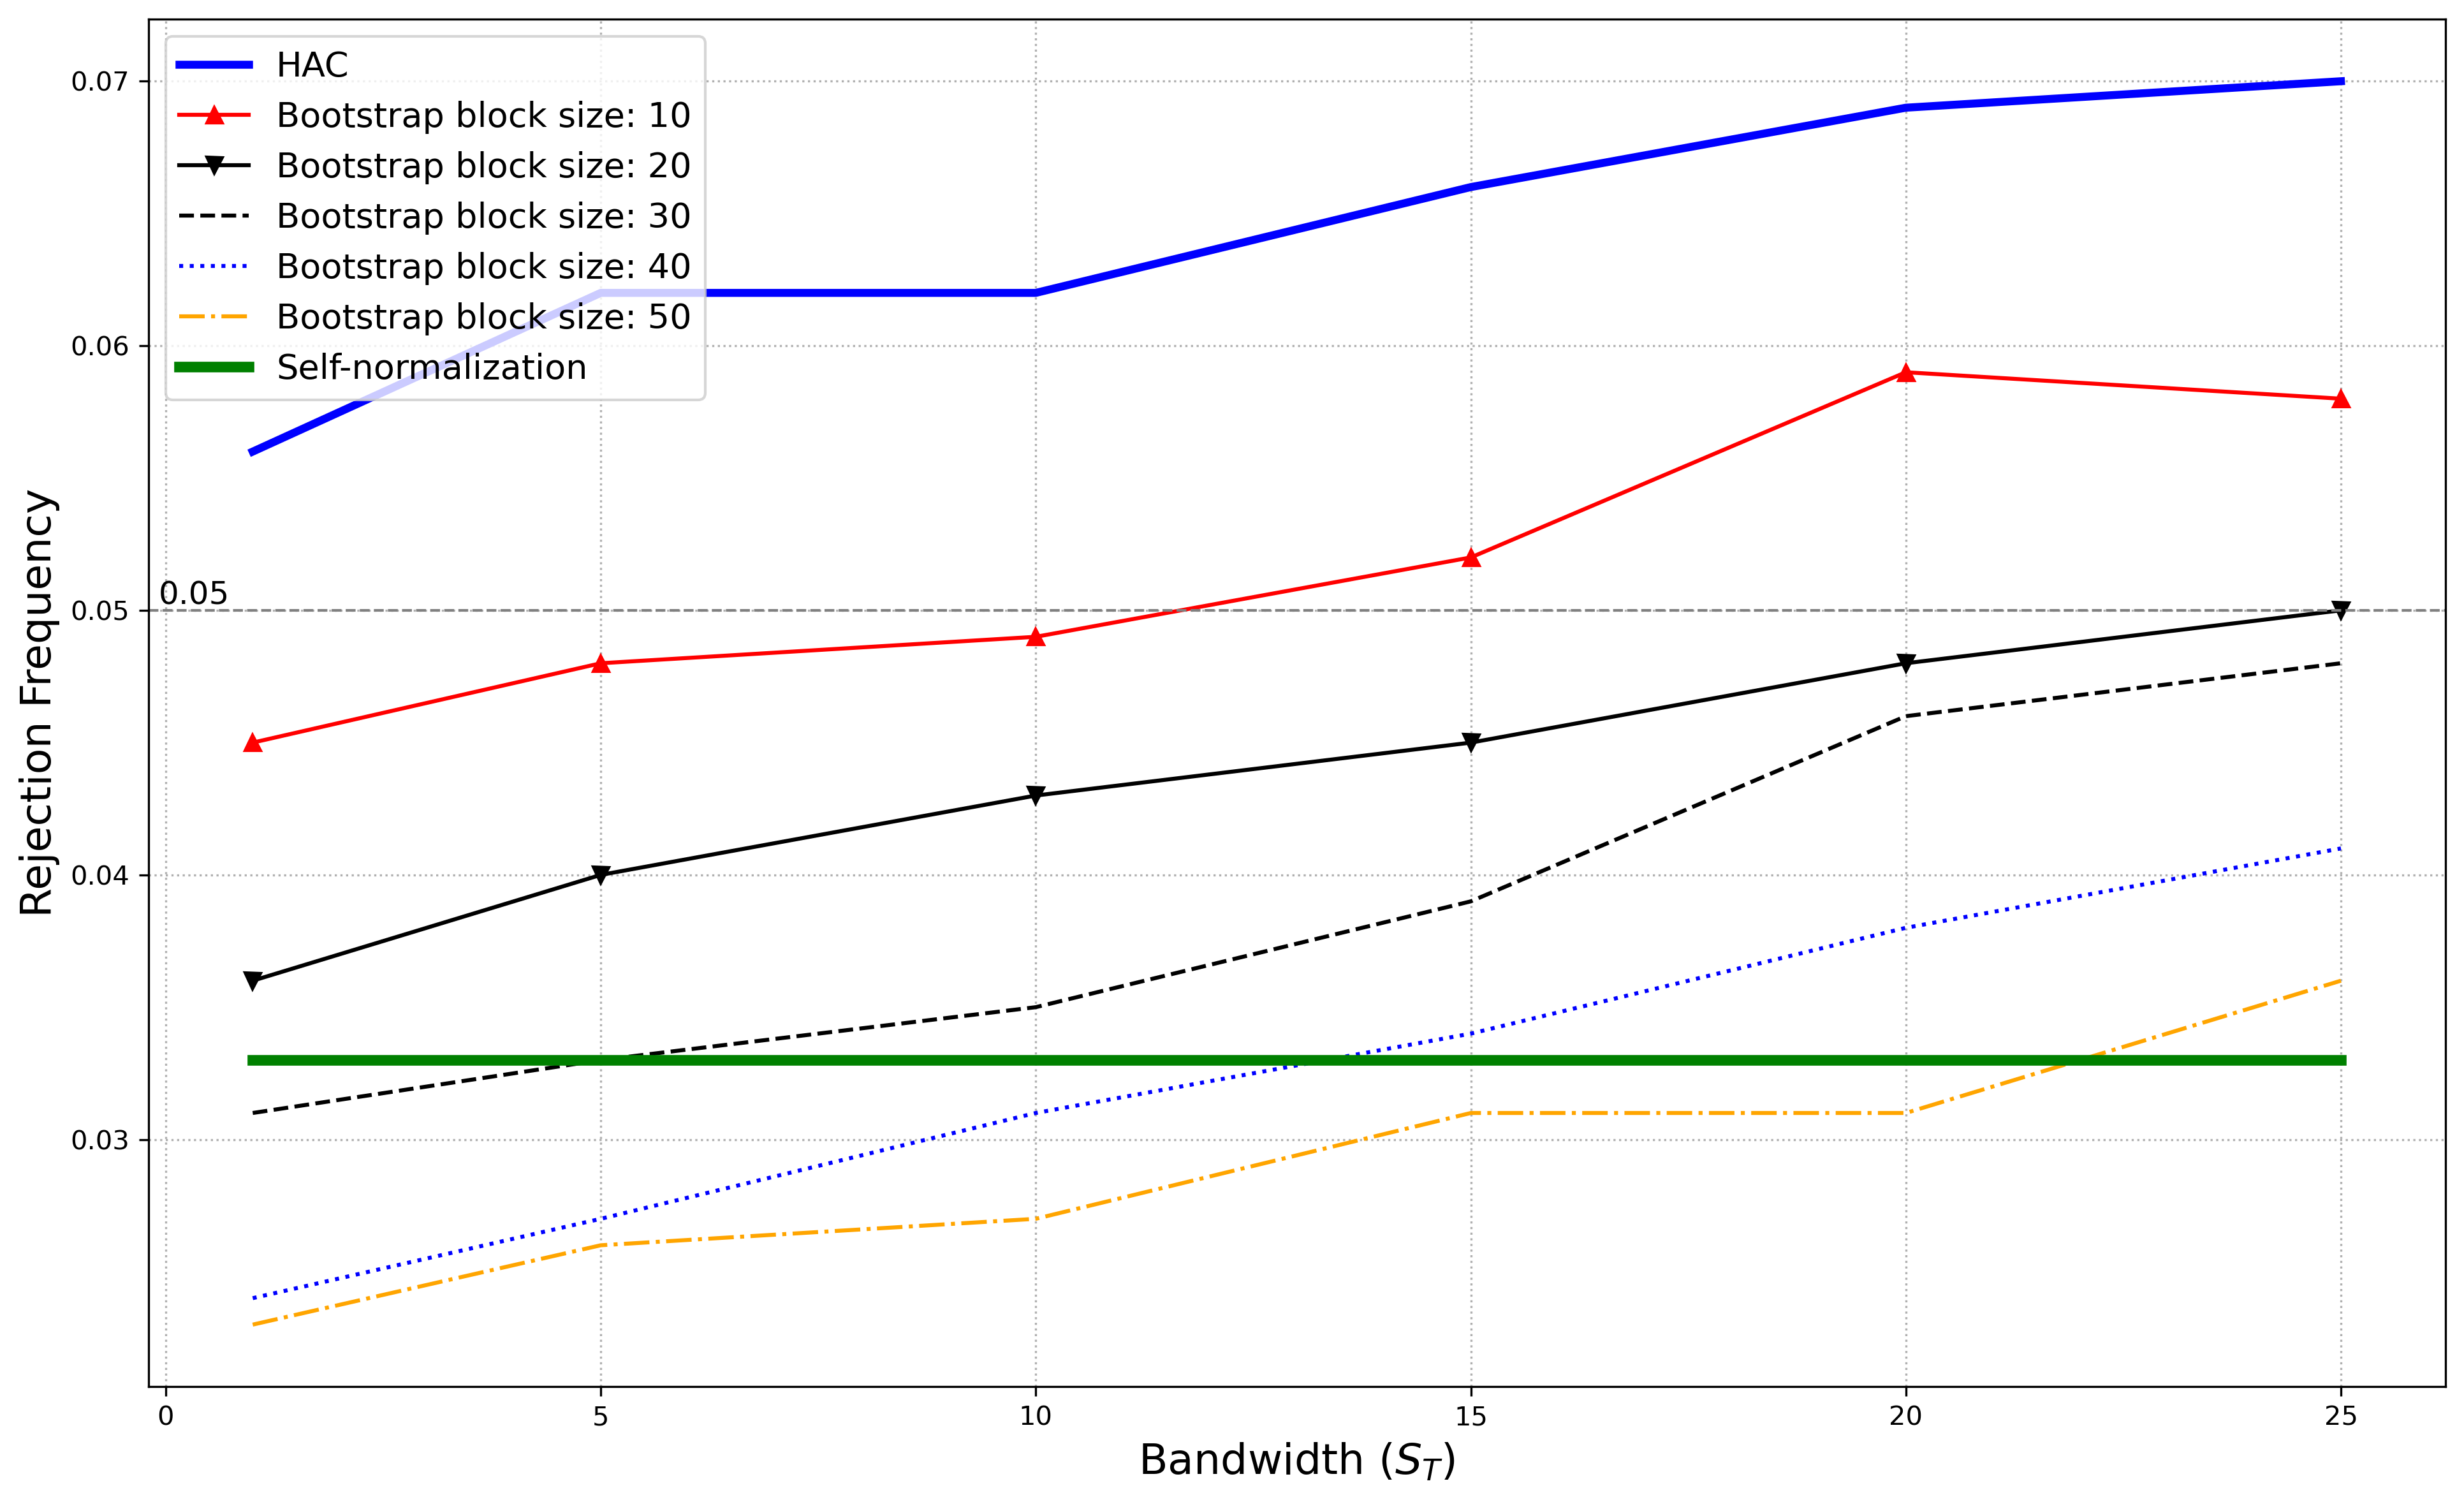 HAC
Bootstrap block size: 10
Bootstrap block size: 20
Bootstrap block size: 30
Bootstrap block size: 40
Bootstrap block size: 50
Self-normalization
Rejection Frequency
0.07
0.06
0.05
0.05
0.04
0.03
0 5 10 15 20 25
Bandwidth (S_T)